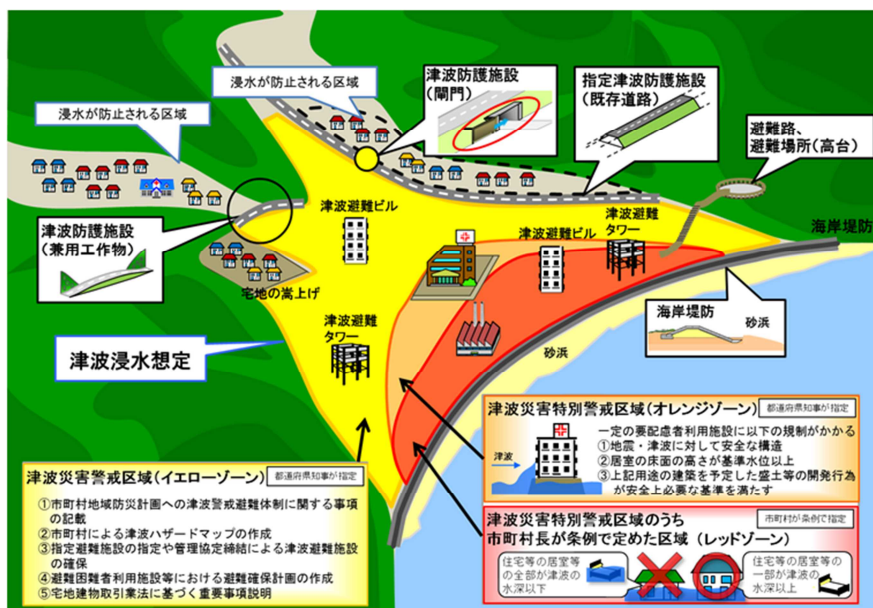 浸水が防止される区域
浸水が防止される区域
津波防護施設
(閘門)
指定津波防護施設
(既存道路)
避難路、
避難場所(高台)
津波防護施設
(兼用工作物)
津波避難ビル
津波避難ビル
津波避難
タワー
海岸堤防
宅地の嵩上げ
海岸堤防
砂浜
津波避難
タワー
砂浜
津波浸水想定
津波災害特別警戒区域(オレンジゾーン)
都道府県知事が指定
一定の要配慮者利用施設に以下の規制がかかる
①地震・津波に対して安全な構造
②居室の床面の高さが基準水位以上
③上記用途の建築を予定した盛土等の開発行為
が安全上必要な基準を満たす
津波
津波災害警戒区域(イエローゾーン)
都道府県知事が指定
①市町村地域防災計画への津波警戒避難体制に関する事項
の記載
②市町村による津波ハザードマップの作成
③指定避難施設の指定や管理協定締結による津波避難施設
の確保
④避難困難者利用施設等における避難確保計画の作成
⑤宅地建物取引業法に基づく重要事項説明
津波災害特別警戒区域のうち
市町村長が条例で定めた区域 (レッドゾーン)
市町村が条例で指定
住宅等の居室等
の全部が津波の
水深以下
住宅等の居室等の
一部が津波の
水深以上